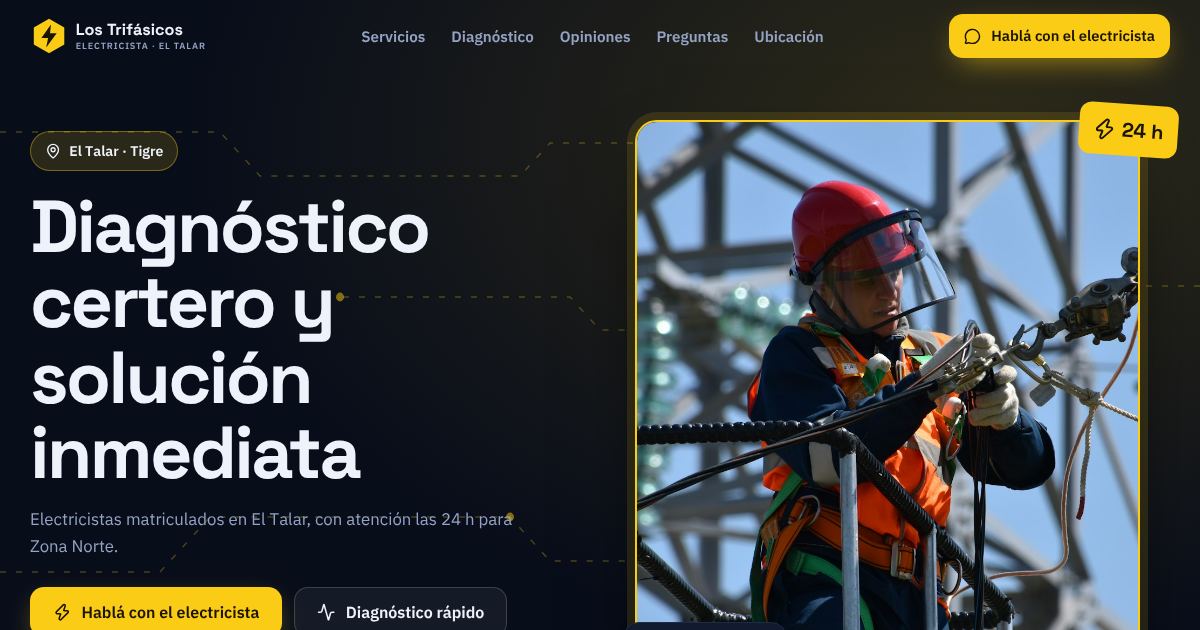 Los Trifásicos
ELECTRICISTA · EL TALAR
Servicios
Diagnóstico
Opiniones
Preguntas
Ubicación
Hablá con el electricista
24 h
El Talar · Tigre
Diagnóstico
certero y
solución
inmediata
Electricistas matriculados en El Talar, con atención las 24 h para
Zona Norte.
Hablá con el electricista
Diagnóstico rápido